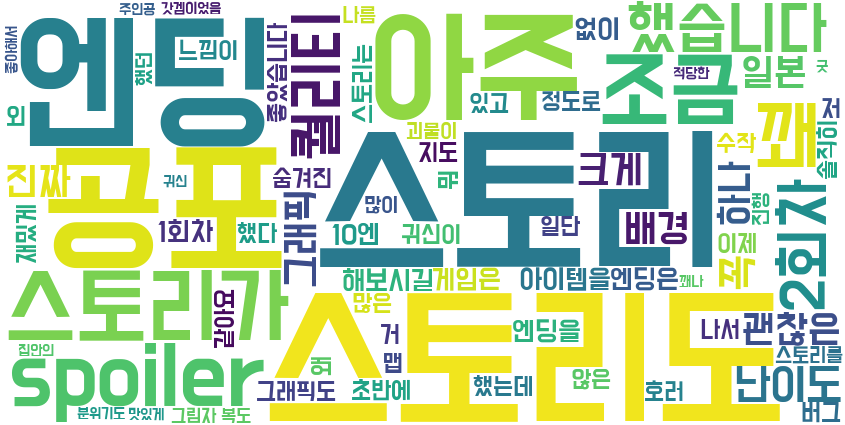 주인공 갓겜이었음 나름
좋아해서
엔딩
했던
느낌이
좋았습니다
퀄리티
스토리는
아주
없이
했습니다
조금
적당한
일본
굿
있고
정도로
괴물이
지도
외
공포
스토리
꽤
수작
저
솔직히
진짜
귀신
숨겨진
뭐
크게
많이
하나
진행
재밌게
1회차
했다
그래픽
10엔
귀신이
일단
배경
이제
꼭
2회차
스토리가
같아요
해보시길
게임은
아이템을
엔딩은
꽤나
많은
스토리도
거
엔딩을
나서
괜찮은
집안의
spoiler
왜
맵
스토리를
그래픽도
초반에
했는데
않은
호러
난이도
분위기도
맛있게
그림자 복도
버그